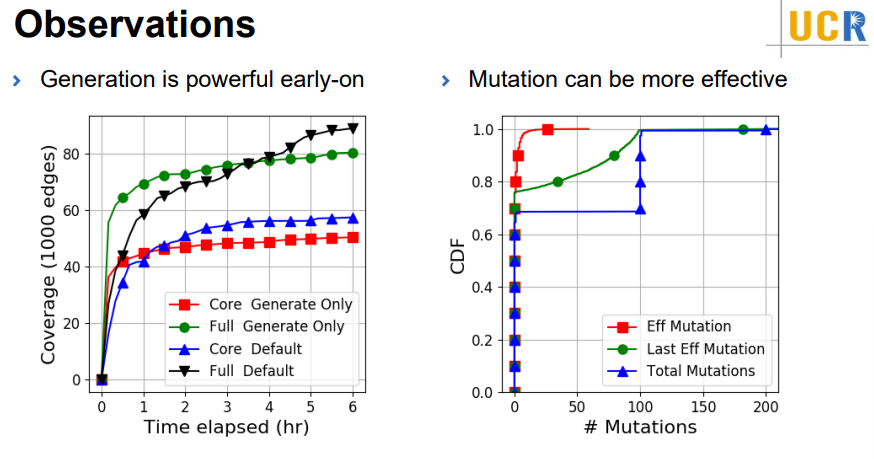 Observations
UCR
› Generation is powerful early-on
› Mutation can be more effective
Coverage (1000 edges)
80
60
40
20
0
Core Generate Only
Full Generate Only
Core Default
Full Default
0 1 2 3 4 5 6
Time elapsed (hr)
CDF
1.0
0.8
0.6
0.4
0.2
0.0
Eff Mutation
Last Eff Mutation
Total Mutations
0 50 100 150 200
# Mutations